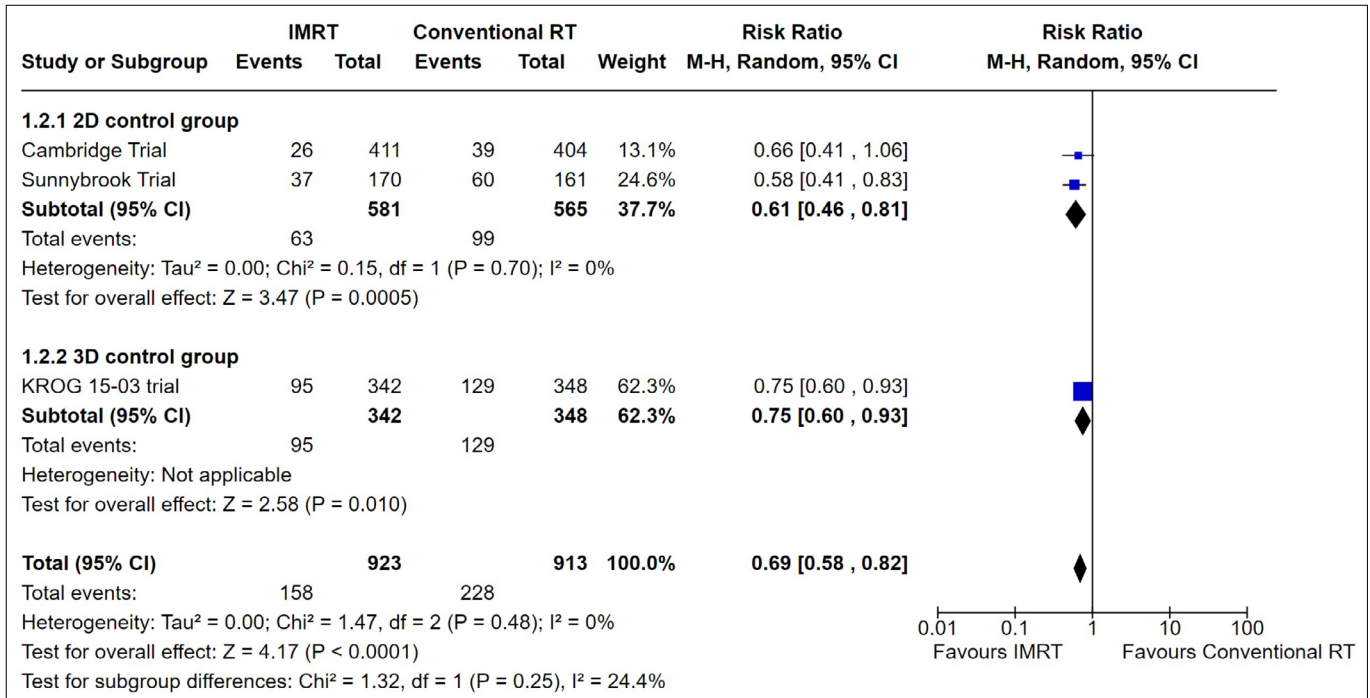 IMRT Conventional RT Risk Ratio Risk Ratio
Study or Subgroup Events Total Events Total Weight M-H, Random, 95% CI M-H, Random, 95% CI
1.2.1 2D control group
Cambridge Trial 26 411 39 404 13.1% 0.66 [0.41 , 1.06]
Sunnybrook Trial 37 170 60 161 24.6% 0.58 [0.41 , 0.83]
Subtotal (95% CI) 581 565 37.7% 0.61 [0.46 , 0.81]
Total events: 63 99
Heterogeneity: Tau² = 0.00; Chi² = 0.15, df = 1 (P = 0.70); I² = 0%
Test for overall effect: Z = 3.47 (P = 0.0005)
1.2.2 3D control group
KROG 15-03 trial 95 342 129 348 62.3% 0.75 [0.60 , 0.93]
Subtotal (95% CI) 342 348 62.3% 0.75 [0.60 , 0.93]
Total events: 95 129
Heterogeneity: Not applicable
Test for overall effect: Z = 2.58 (P = 0.010)
Total (95% CI) 923 913 100.0% 0.69 [0.58 , 0.82]
Total events: 158 228
Heterogeneity: Tau² = 0.00; Chi² = 1.47, df = 2 (P = 0.48); I² = 0%
Test for overall effect: Z = 4.17 (P < 0.0001)
Test for subgroup differences: Chi² = 1.32, df = 1 (P = 0.25), I² = 24.4%
0.01 0.1 1 10 100
Favours IMRT Favours Conventional RT